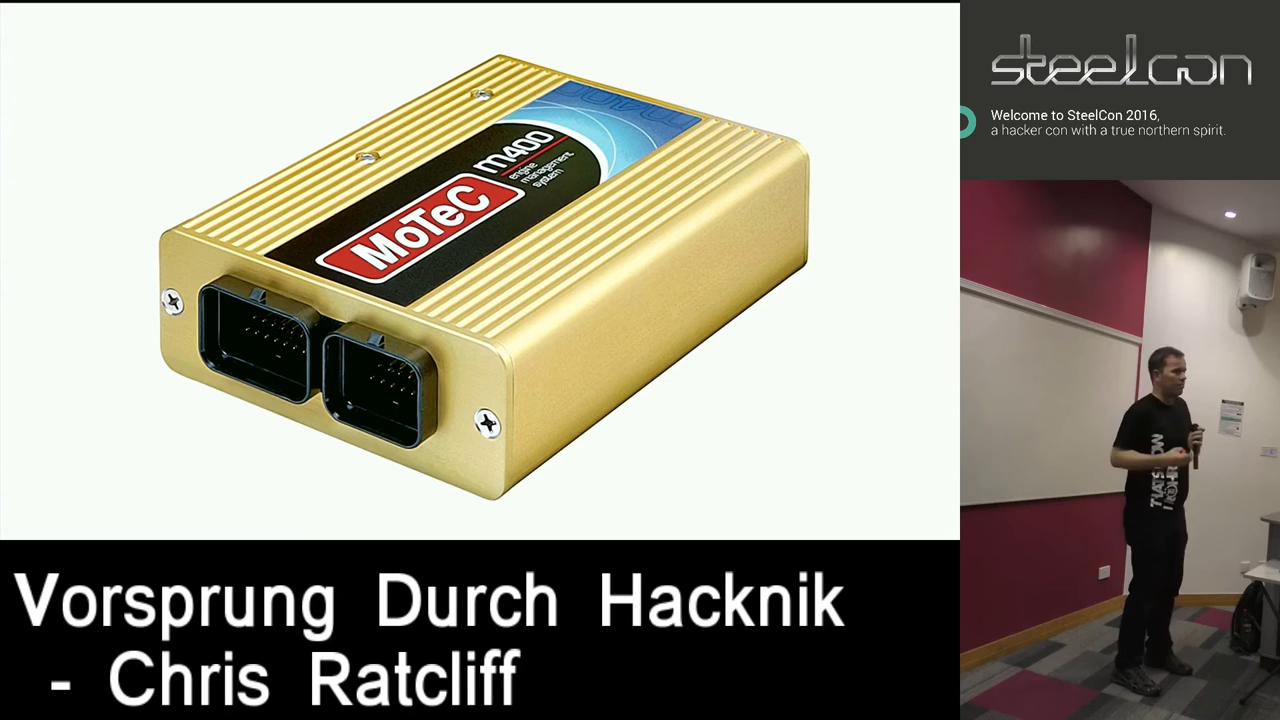 steelcon
Welcome to SteelCon 2016,
a hacker con with a true northern spirit.
m400
engine
management
system
MoTeC
Vorsprung Durch Hacknik
- Chris Ratcliff